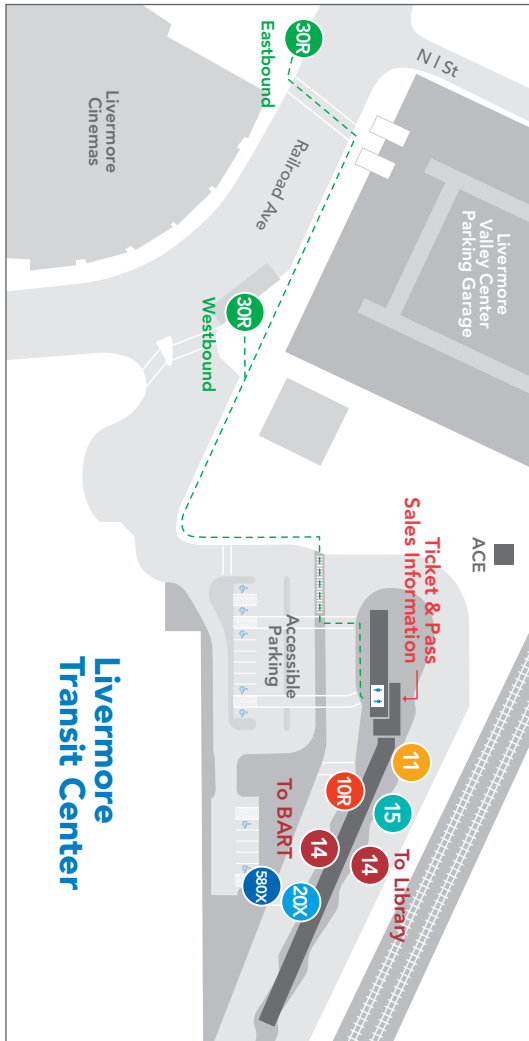 N I St
30R
Eastbound
Livermore
Cinemas
Railroad Ave
Livermore
Valley Center
Parking Garage
30R
Westbound
ACE
Ticket & Pass
Sales Information
Accessible
Parking
11
15
14
To Library
10R
14
To BART
20X
580X
Livermore
Transit Center